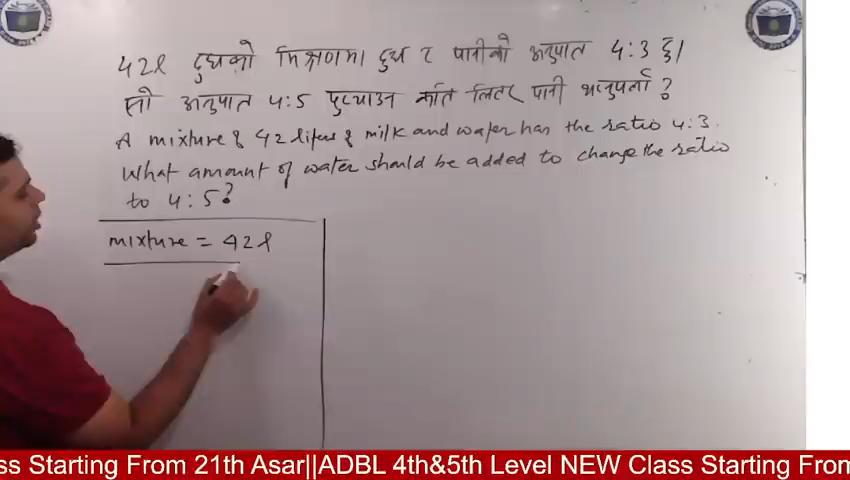 42l दुधको मिश्रणमा दुध र पानीको अनुपात 4:3 छ।
सो अनुपात 4:5 पुर्‍याउन कति लिटर पानी थप्नुपर्ला?
A mixture of 42 liters of milk and water has the ratio 4:3.
What amount of water should be added to change the ratio
to 4:5?
mixture = 42l
ss Starting From 21th Asar||ADBL 4th&5th Level NEW Class Starting From